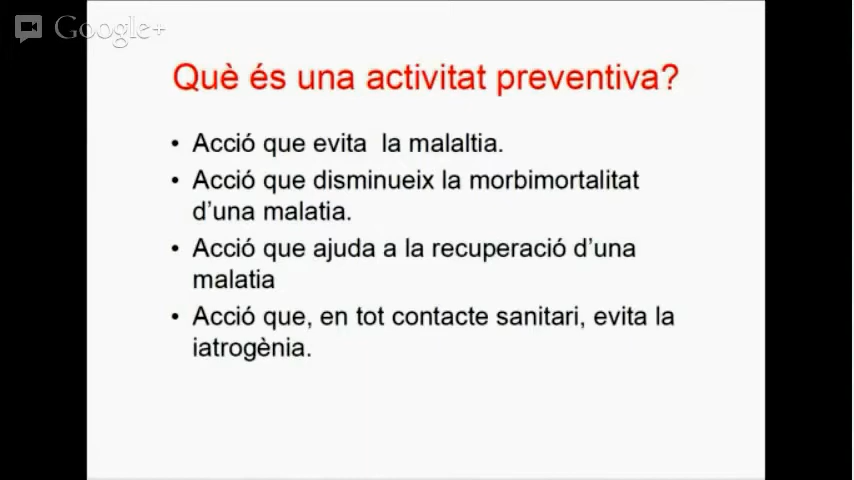 Google+
Què és una activitat preventiva?
• Acció que evita  la malaltia.
• Acció que disminueix la morbimortalitat
d'una malatia.
• Acció que ajuda a la recuperació d'una
malatia
• Acció que, en tot contacte sanitari, evita la
iatrogènia.